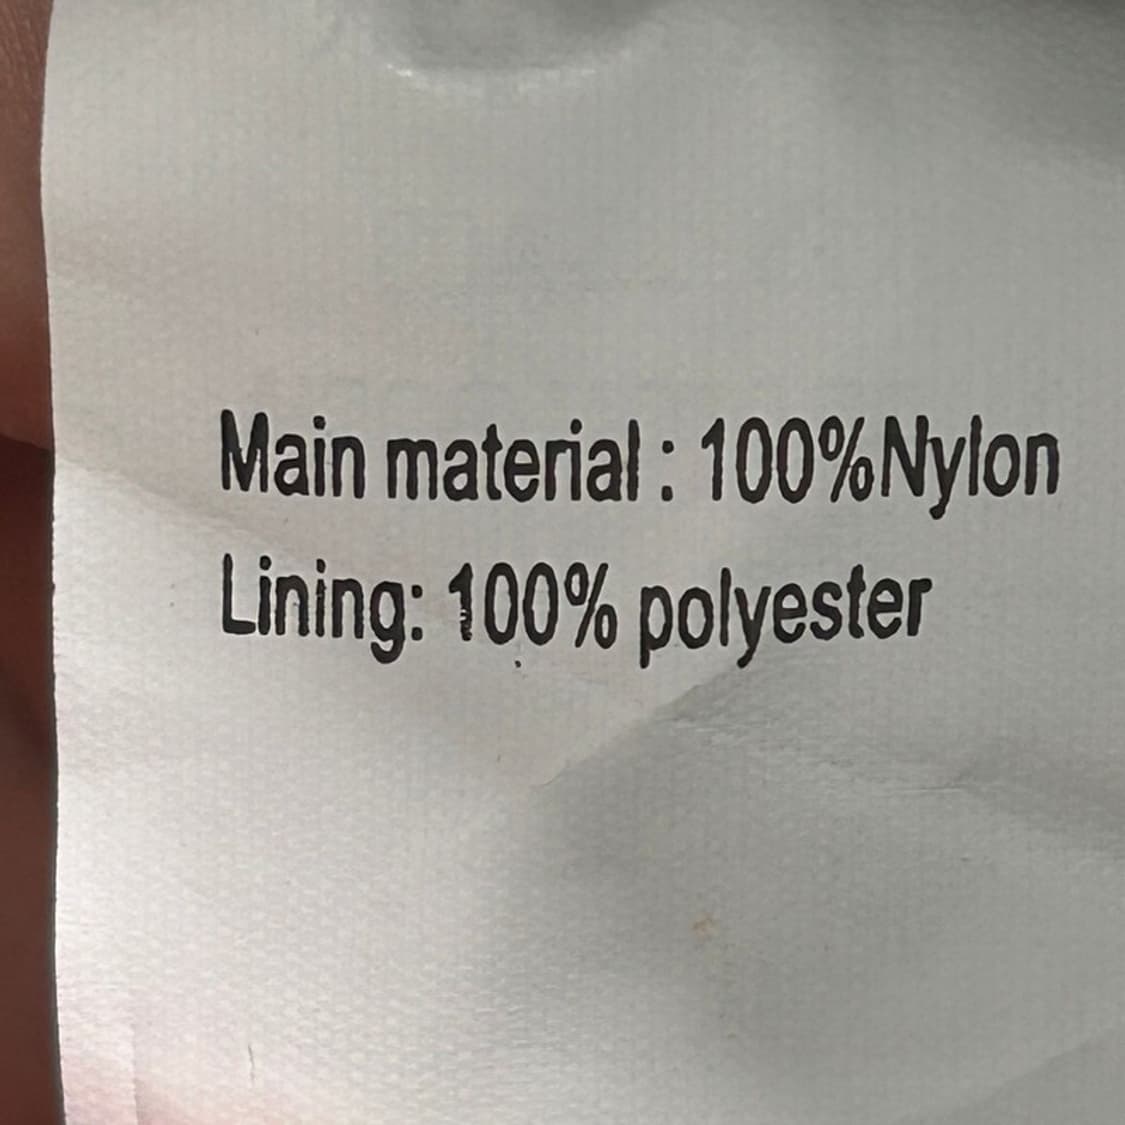 Main material : 100%Nylon
Lining: 100% polyester